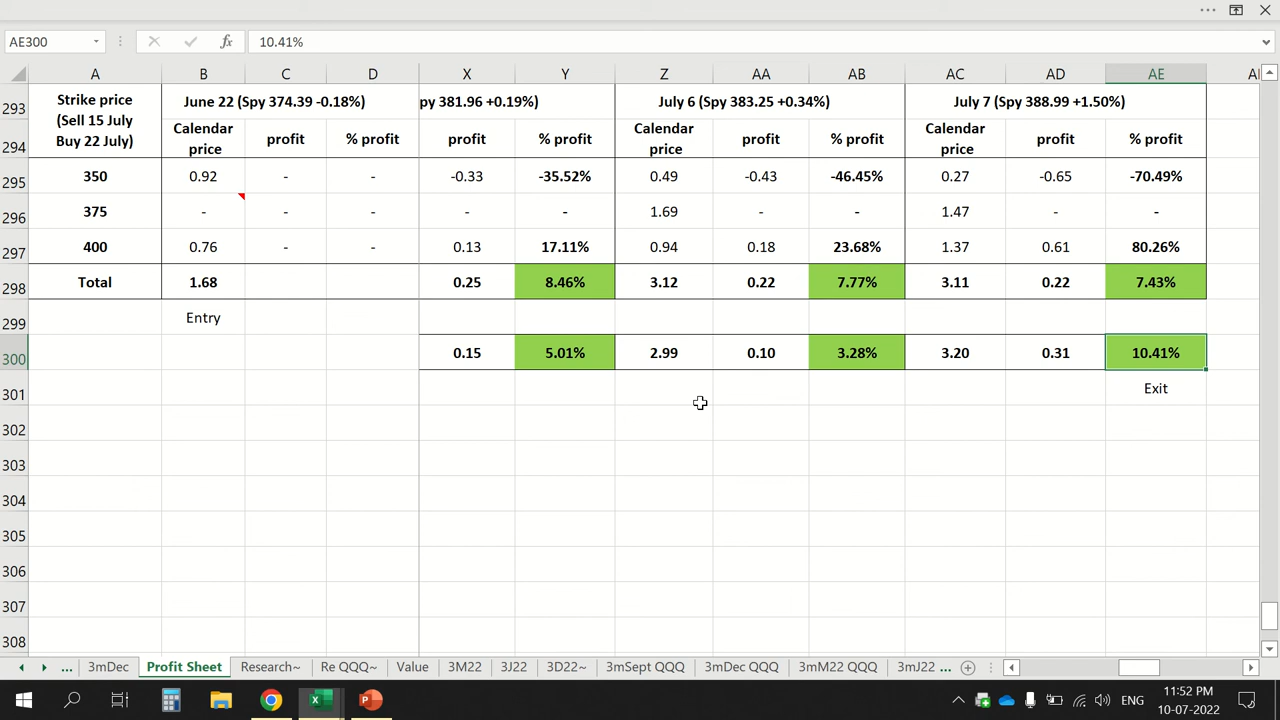 AE300 fx 10.41%
A B C D X Y Z AA AB AC AD AE
293 Strike price (Sell 15 July Buy 22 July) June 22 (Spy 374.39 -0.18%) py 381.96 +0.19%) July 6 (Spy 383.25 +0.34%) July 7 (Spy 388.99 +1.50%)
294 Calendar price profit % profit profit % profit Calendar price profit % profit Calendar price profit % profit
295 350 0.92 - - -0.33 -35.52% 0.49 -0.43 -46.45% 0.27 -0.65 -70.49%
296 375 - - - - - 1.69 - - 1.47 - -
297 400 0.76 - - 0.13 17.11% 0.94 0.18 23.68% 1.37 0.61 80.26%
298 Total 1.68 0.25 8.46% 3.12 0.22 7.77% 3.11 0.22 7.43%
299 Entry
300 0.15 5.01% 2.99 0.10 3.28% 3.20 0.31 10.41%
301 Exit
302
303
304
305
306
307
308
... 3mDec Profit Sheet Research~ Re QQQ~ Value 3M22 3J22 3D22~ 3mSept QQQ 3mDec QQQ 3mM22 QQQ 3mJ22 ...
ENG 11:52 PM
10-07-2022